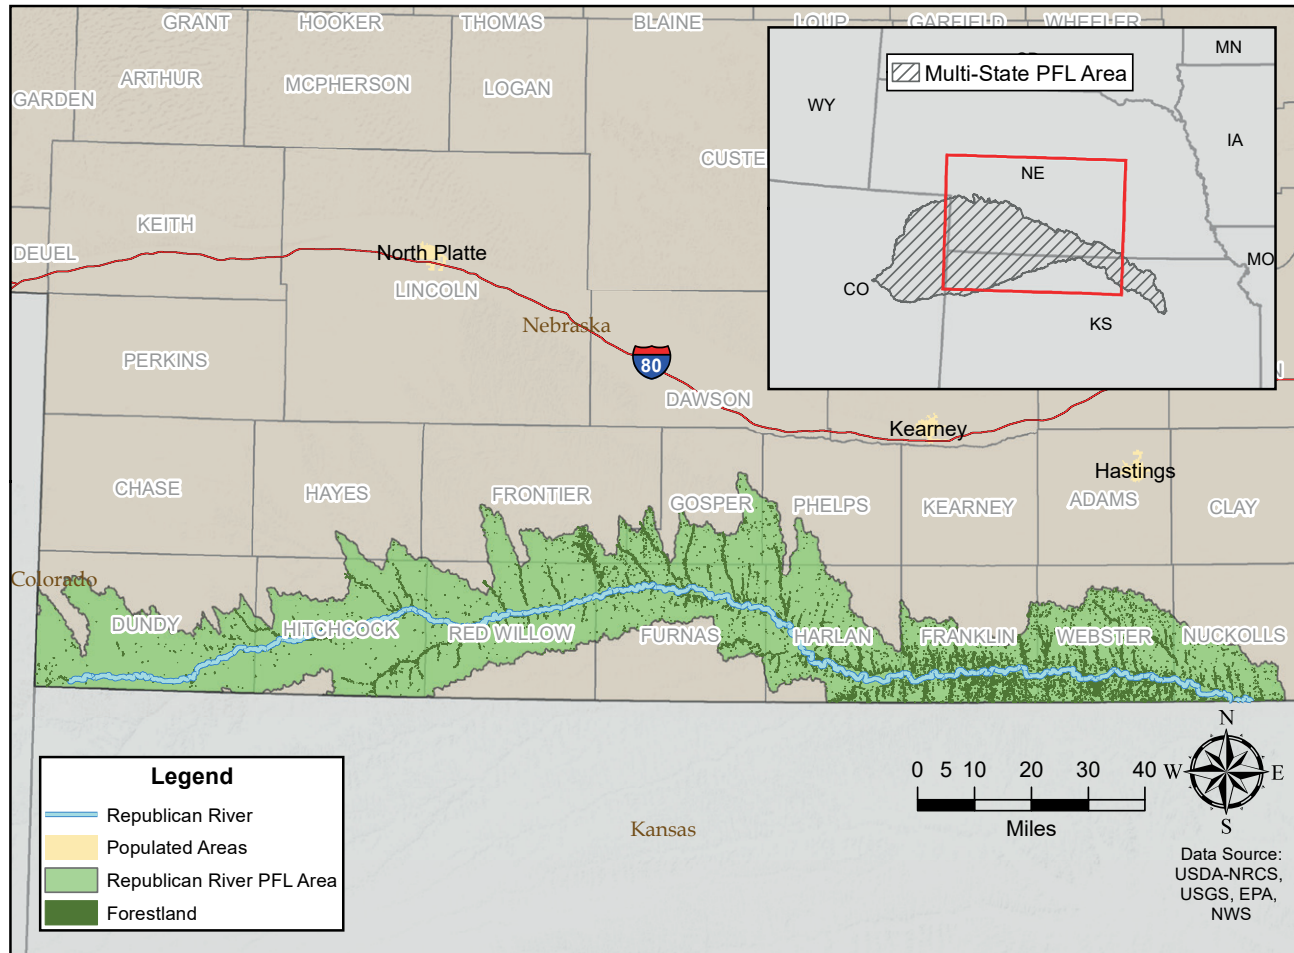 GRANT
HOOKER
THOMAS
BLAINE
LOUP
GARFIELD
WHEELER
GARDEN
ARTHUR
MCPHERSON
LOGAN
CUSTE
Multi-State PFL Area
MN
WY
IA
NE
MO
CO
KS
DEUEL
KEITH
North Platte
LINCOLN
Nebraska
80
PERKINS
DAWSON
Kearney
Hastings
CHASE
HAYES
FRONTIER
GOSPER
PHELPS
KEARNEY
ADAMS
CLAY
Colorado
DUNDY
HITCHCOCK
RED WILLOW
FURNAS
HARLAN
FRANKLIN
WEBSTER
NUCKOLLS
Legend
Republican River
Populated Areas
Republican River PFL Area
Forestland
Kansas
0 5 10 20 30 40
Miles
N
W
E
S
Data Source:
USDA-NRCS,
USGS, EPA,
NWS